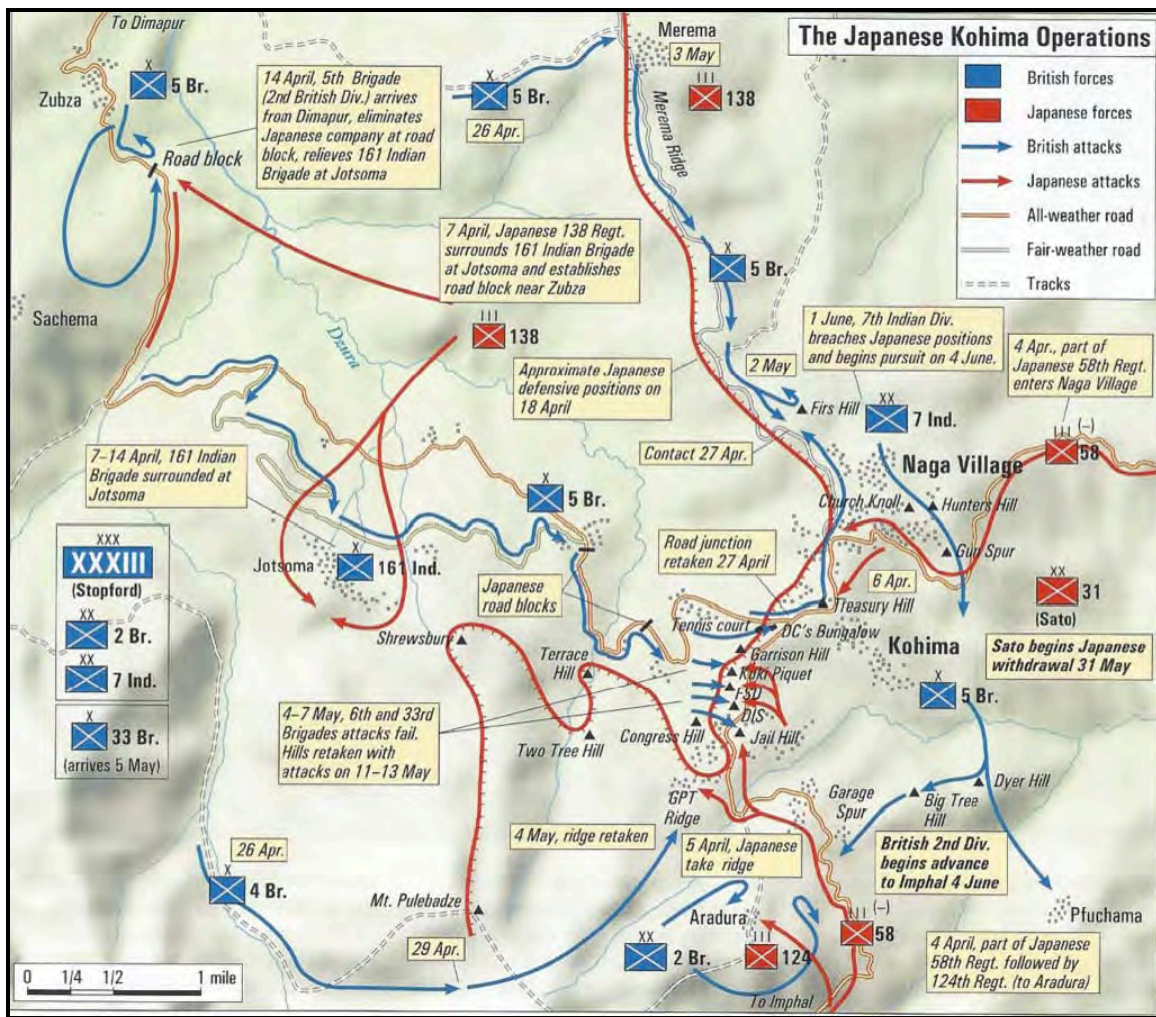 The Japanese Kohima Operations
British forces
Japanese forces
British attacks
Japanese attacks
All-weather road
Fair-weather road
Tracks
To Dimapur
Zubza
X
5 Br.
14 April, 5th Brigade
(2nd British Div.) arrives
from Dimapur, eliminates
Japanese company at road
block, relieves 161 Indian
Brigade at Jotsoma
Road block
X
5 Br.
26 Apr.
Merema
3 May
III
138
Merema Ridge
7 April, Japanese 138 Regt.
surrounds 161 Indian Brigade
at Jotsoma and establishes
road block near Zubza
X
5 Br.
Sachema
Dzura
III
138
Approximate Japanese
defensive positions on
18 April
2 May
1 June, 7th Indian Div.
breaches Japanese positions
and begins pursuit on 4 June.
4 Apr., part of
Japanese 58th Regt.
enters Naga Village
Firs Hill
XX
7 Ind.
III
(-)
58
Contact 27 Apr.
Naga Village
7–14 April, 161 Indian
Brigade surrounded at
Jotsoma
X
5 Br.
Church Knoll
Hunters Hill
Gun Spur
XXX
XXXIII
(Stopford)
XX
2 Br.
XX
7 Ind.
X
33 Br.
(arrives 5 May)
Jotsoma
X
161 Ind.
Road junction
retaken 27 April
6 Apr.
Japanese
road blocks
Treasury Hill
XX
31
(Sato)
Tennis court
DC's Bungalow
Shrewsbury
Garrison Hill
Kohima
Sato begins Japanese
withdrawal 31 May
Terrace
Hill
Kuki Piquet
FSD
DIS
X
5 Br.
4–7 May, 6th and 33rd
Brigades attacks fail.
Hills retaken with
attacks on 11–13 May
Two Tree Hill
Congress Hill
Jail Hill
GPT
Ridge
Garage
Spur
Big Tree
Hill
Dyer Hill
4 May, ridge retaken
5 April, Japanese
take ridge
British 2nd Div.
begins advance
to Imphal 4 June
26 Apr.
X
4 Br.
Mt. Pulebadze
Aradura
Pfuchama
29 Apr.
XX
2 Br.
III
124
III
(-)
58
4 April, part of Japanese
58th Regt. followed by
124th Regt. (to Aradura)
To Imphal
0 1/4 1/2 1 mile